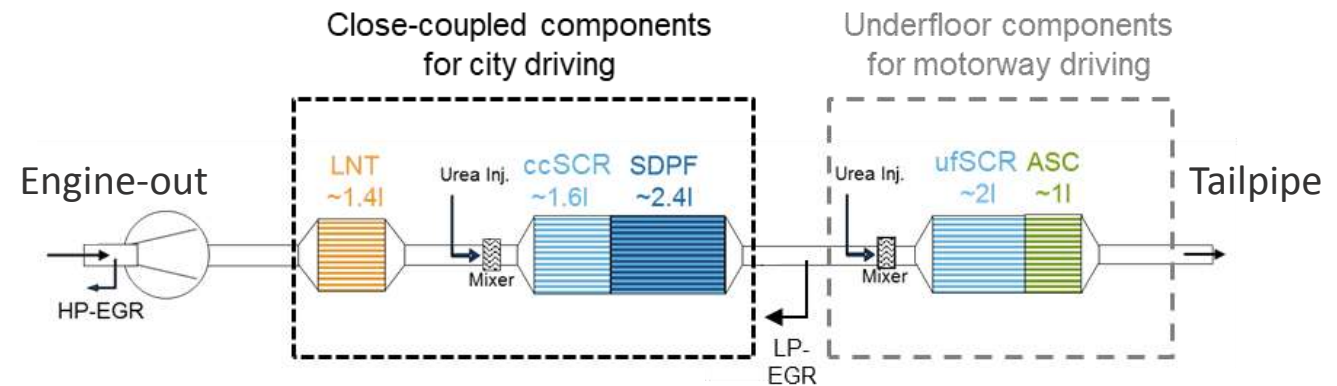 Close-coupled components
for city driving
Underfloor components
for motorway driving
Engine-out
HP-EGR
LNT
~1.4l
Urea Inj.
Mixer
ccSCR
~1.6l
SDPF
~2.4l
LP-
EGR
Urea Inj.
Mixer
ufSCR
~2l
ASC
~1l
Tailpipe